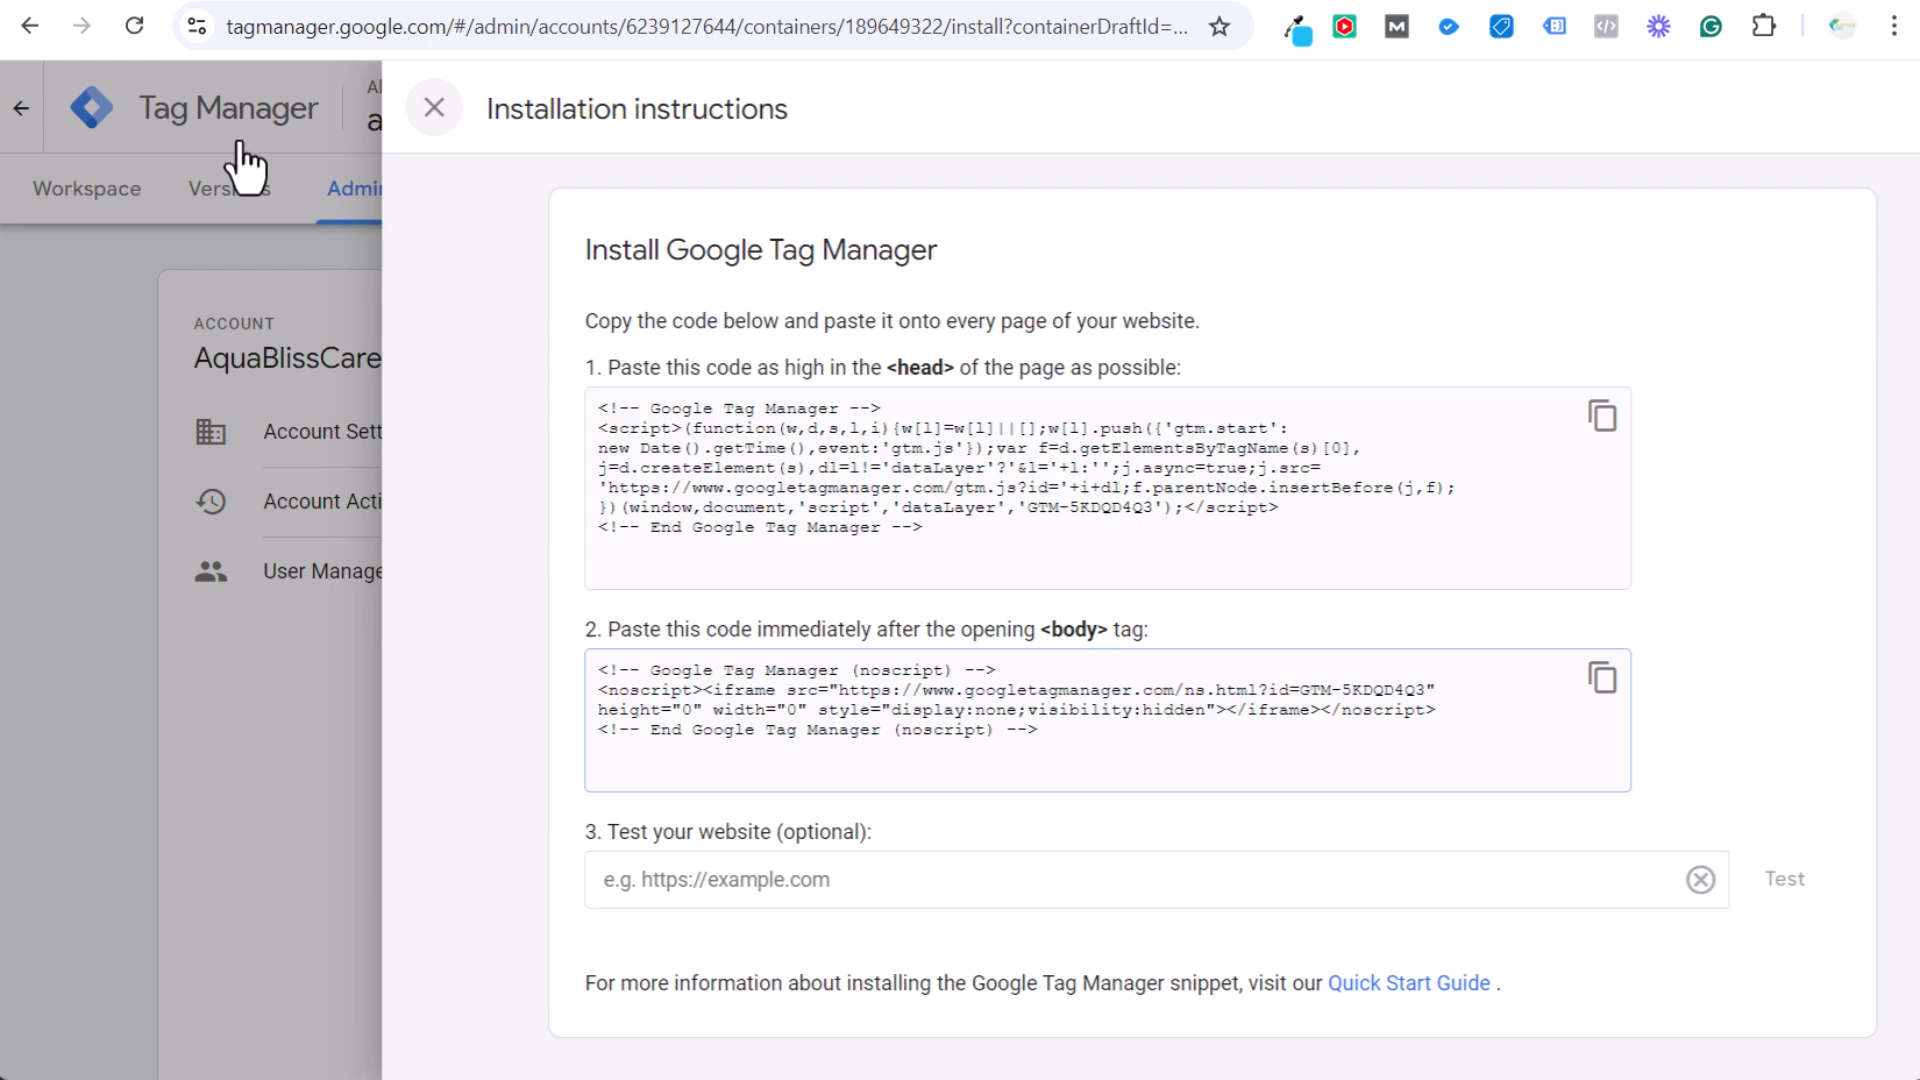 tagmanager.google.com/#/admin/accounts/6239127644/containers/189649322/install?containerDraftId=...
Tag Manager
Al
a
Installation instructions
Workspace
Admin
Install Google Tag Manager
Copy the code below and paste it onto every page of your website.
1. Paste this code as high in the <head> of the page as possible:
<!-- Google Tag Manager -->
<script>(function(w,d,s,l,i){w[l]=w[l]||[];w[l].push({'gtm.start':
new Date().getTime(),event:'gtm.js'});var f=d.getElementsByTagName(s)[0],
j=d.createElement(s),dl=l!='dataLayer'?'&l='+l:'';j.async=true;j.src=
'https://www.googletagmanager.com/gtm.js?id='+i+dl;f.parentNode.insertBefore(j,f);
})(window,document,'script','dataLayer','GTM-5KDQD4Q3');</script>
<!-- End Google Tag Manager -->
2. Paste this code immediately after the opening <body> tag:
<!-- Google Tag Manager (noscript) -->
<noscript><iframe src="https://www.googletagmanager.com/ns.html?id=GTM-5KDQD4Q3"
height="0" width="0" style="display:none;visibility:hidden"></iframe></noscript>
<!-- End Google Tag Manager (noscript) -->
3. Test your website (optional):
e.g. https://example.com
Test
For more information about installing the Google Tag Manager snippet, visit our Quick Start Guide .
ACCOUNT
AquaBlissCare
Account Sett
Account Acti
User Manage